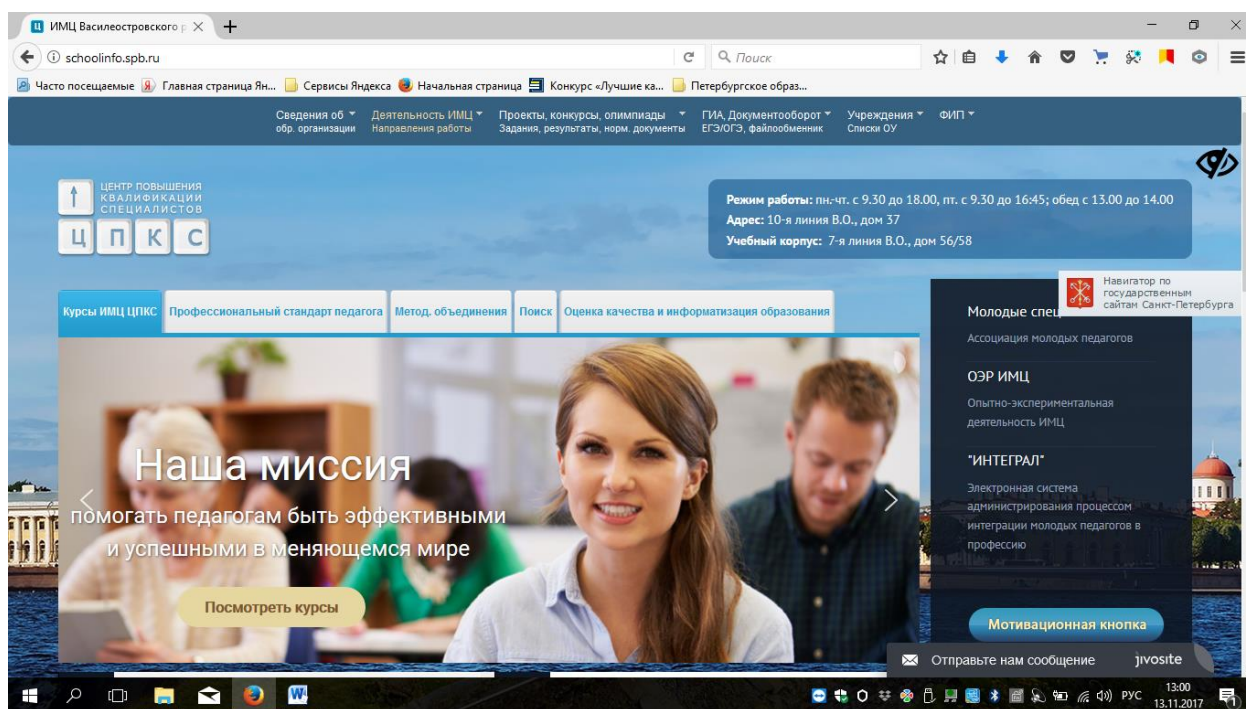 ИМЦ Василеостровского р
schoolinfo.spb.ru
Поиск
Часто посещаемые
Главная страница Ян...
Сервисы Яндекса
Начальная страница
Конкурс «Лучшие ка...
Петербургское образ...
Сведения об
обр. организации
Деятельность ИМЦ
Направления работы
Проекты, конкурсы, олимпиады
Задания, результаты, норм. документы
ГИА, Документооборот
ЕГЭ/ОГЭ, файлообменник
Учреждения
Списки ОУ
ФИП
ЦЕНТР ПОВЫШЕНИЯ
КВАЛИФИКАЦИИ
СПЕЦИАЛИСТОВ
ЦПКС
Режим работы: пн.-чт. с 9.30 до 18.00, пт. с 9.30 до 16:45; обед с 13.00 до 14.00
Адрес: 10-я линия В.О., дом 37
Учебный корпус: 7-я линия В.О., дом 56/58
Навигатор по
государственным
сайтам Санкт-Петербурга
Курсы ИМЦ ЦПКС
Профессиональный стандарт педагога
Метод. объединения
Поиск
Оценка качества и информатизация образования
Наша миссия
помогать педагогам быть эффективными
и успешными в меняющемся мире
Посмотреть курсы
Молодые спец
Ассоциация молодых педагогов
ОЭР ИМЦ
Опытно-экспериментальная
деятельность ИМЦ
"ИНТЕГРАЛ"
Электронная система
администрирования процессом
интеграции молодых педагогов в
профессию
Мотивационная кнопка
Отправьте нам сообщение
jivosite
РУС
13:00
13.11.2017